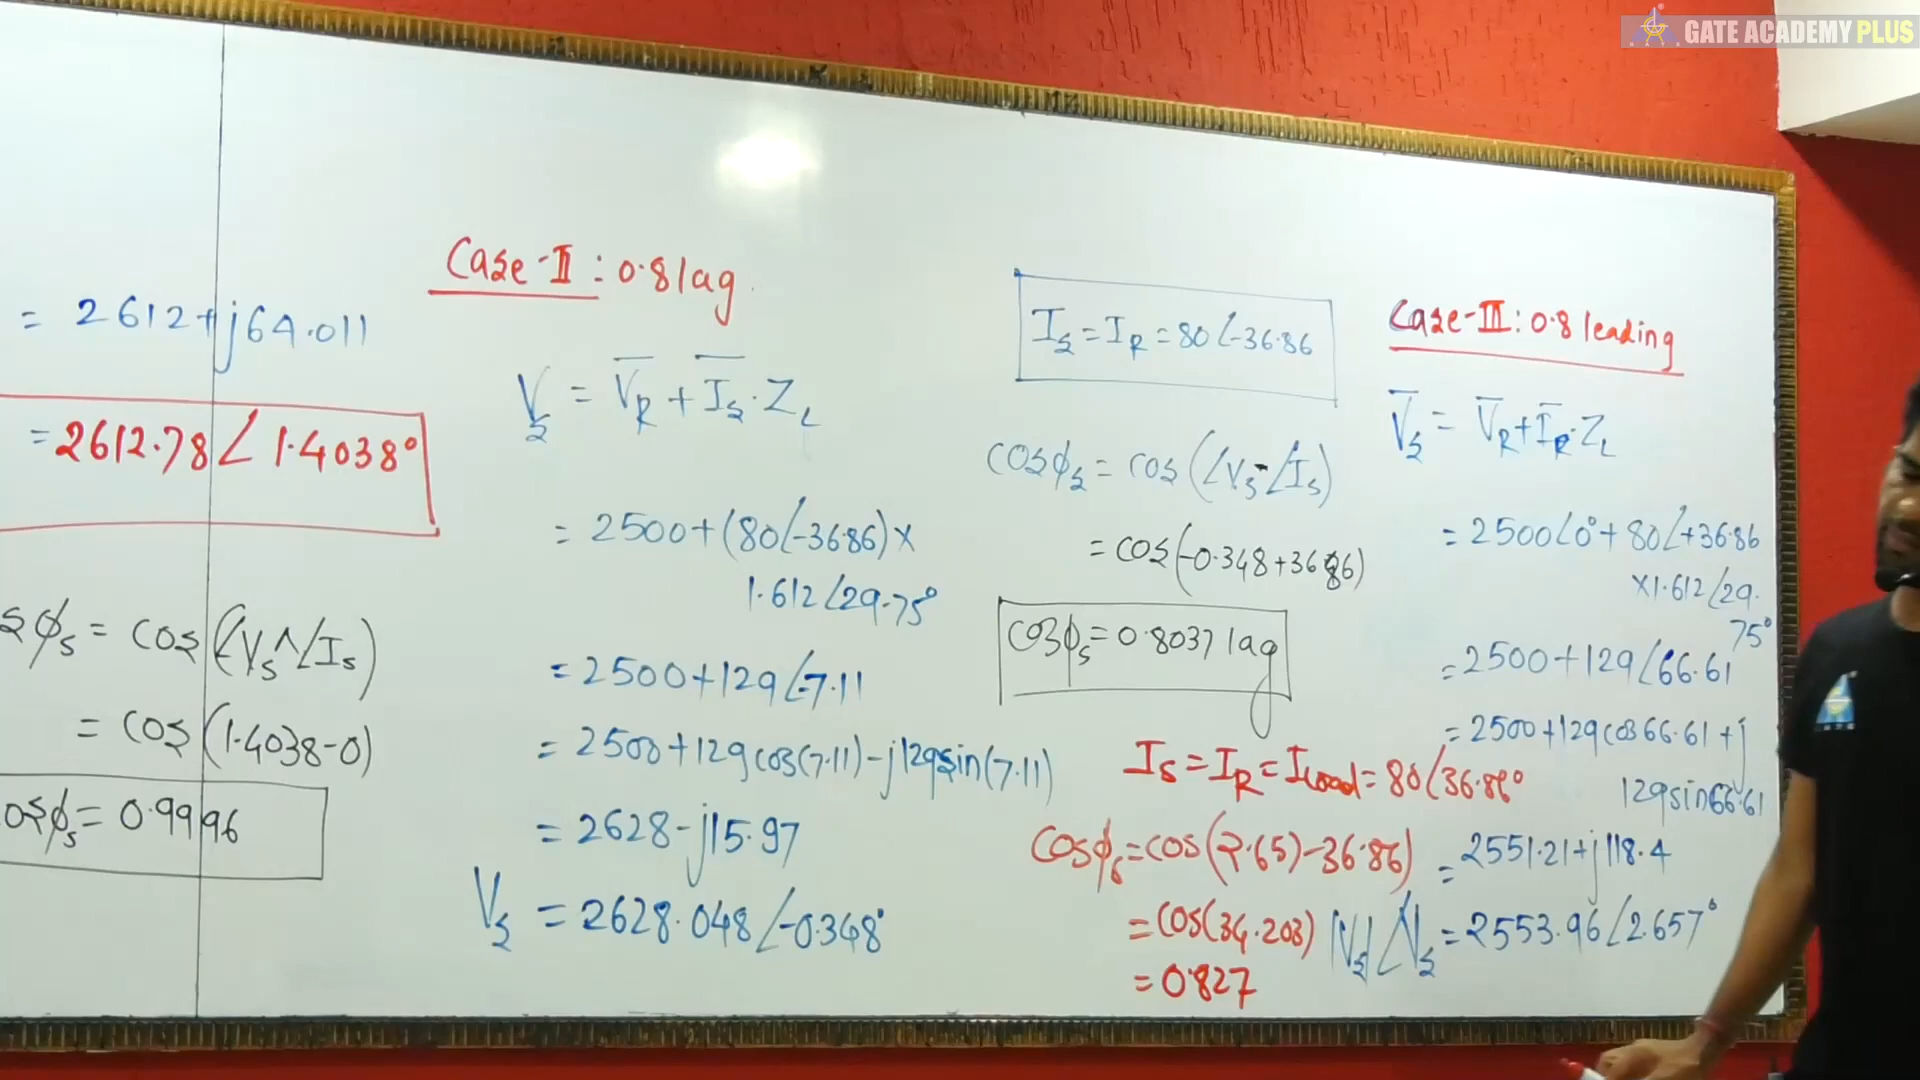 GATE ACADEMY PLUS
= 2612+j64.011
=2612.78∠1.4038°
sϕs = cos(∠Vs^∠Is)
= cos(1.4038-0)
osϕs = 0.9996
Case-II : 0.8 lag
Vs = VR + Is·ZL
= 2500+(80∠-36.86)×
1.612∠29.75°
=2500+129∠-7.11
= 2500+129cos(7.11)-j129sin(7.11)
= 2628-j15.97
Vs = 2628.048∠-0.348°
Is = IR = 80∠-36.86
cosϕs = cos(∠Vs-∠Is)
= cos(-0.348+36.86)
cosϕs = 0.8037 lag
Is = IR = Iload = 80∠36.86°
cosϕs = cos(2.65)-36.86)
= cos(34.203)
= 0.827
Case-III : 0.8 leading
Vs = VR+IR·ZL
= 2500∠0°+80∠+36.86
×1.612∠29.
75°
=2500+129∠66.61
=2500+129cos66.61+j
129sin66.61
= 2551.21+j118.4
|Vs|∠Vs = 2553.96∠2.657°